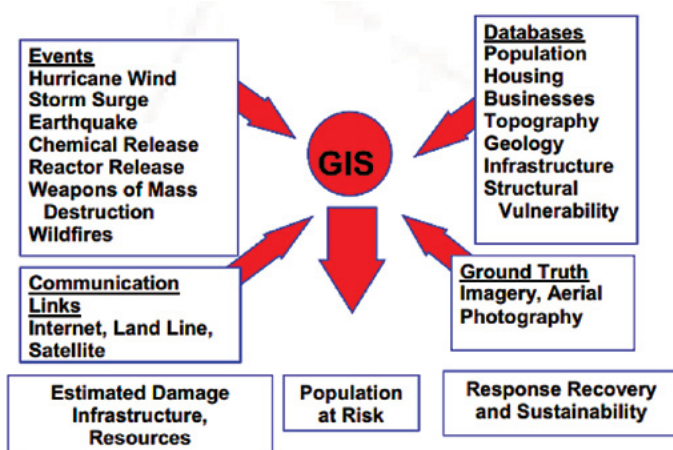 Events
Hurricane Wind
Storm Surge
Earthquake
Chemical Release
Reactor Release
Weapons of Mass
Destruction
Wildfires
Databases
Population
Housing
Businesses
Topography
Geology
Infrastructure
Structural
Vulnerability
GIS
Communication
Links
Internet, Land Line,
Satellite
Ground Truth
Imagery, Aerial
Photography
Estimated Damage
Infrastructure,
Resources
Population
at Risk
Response Recovery
and Sustainability